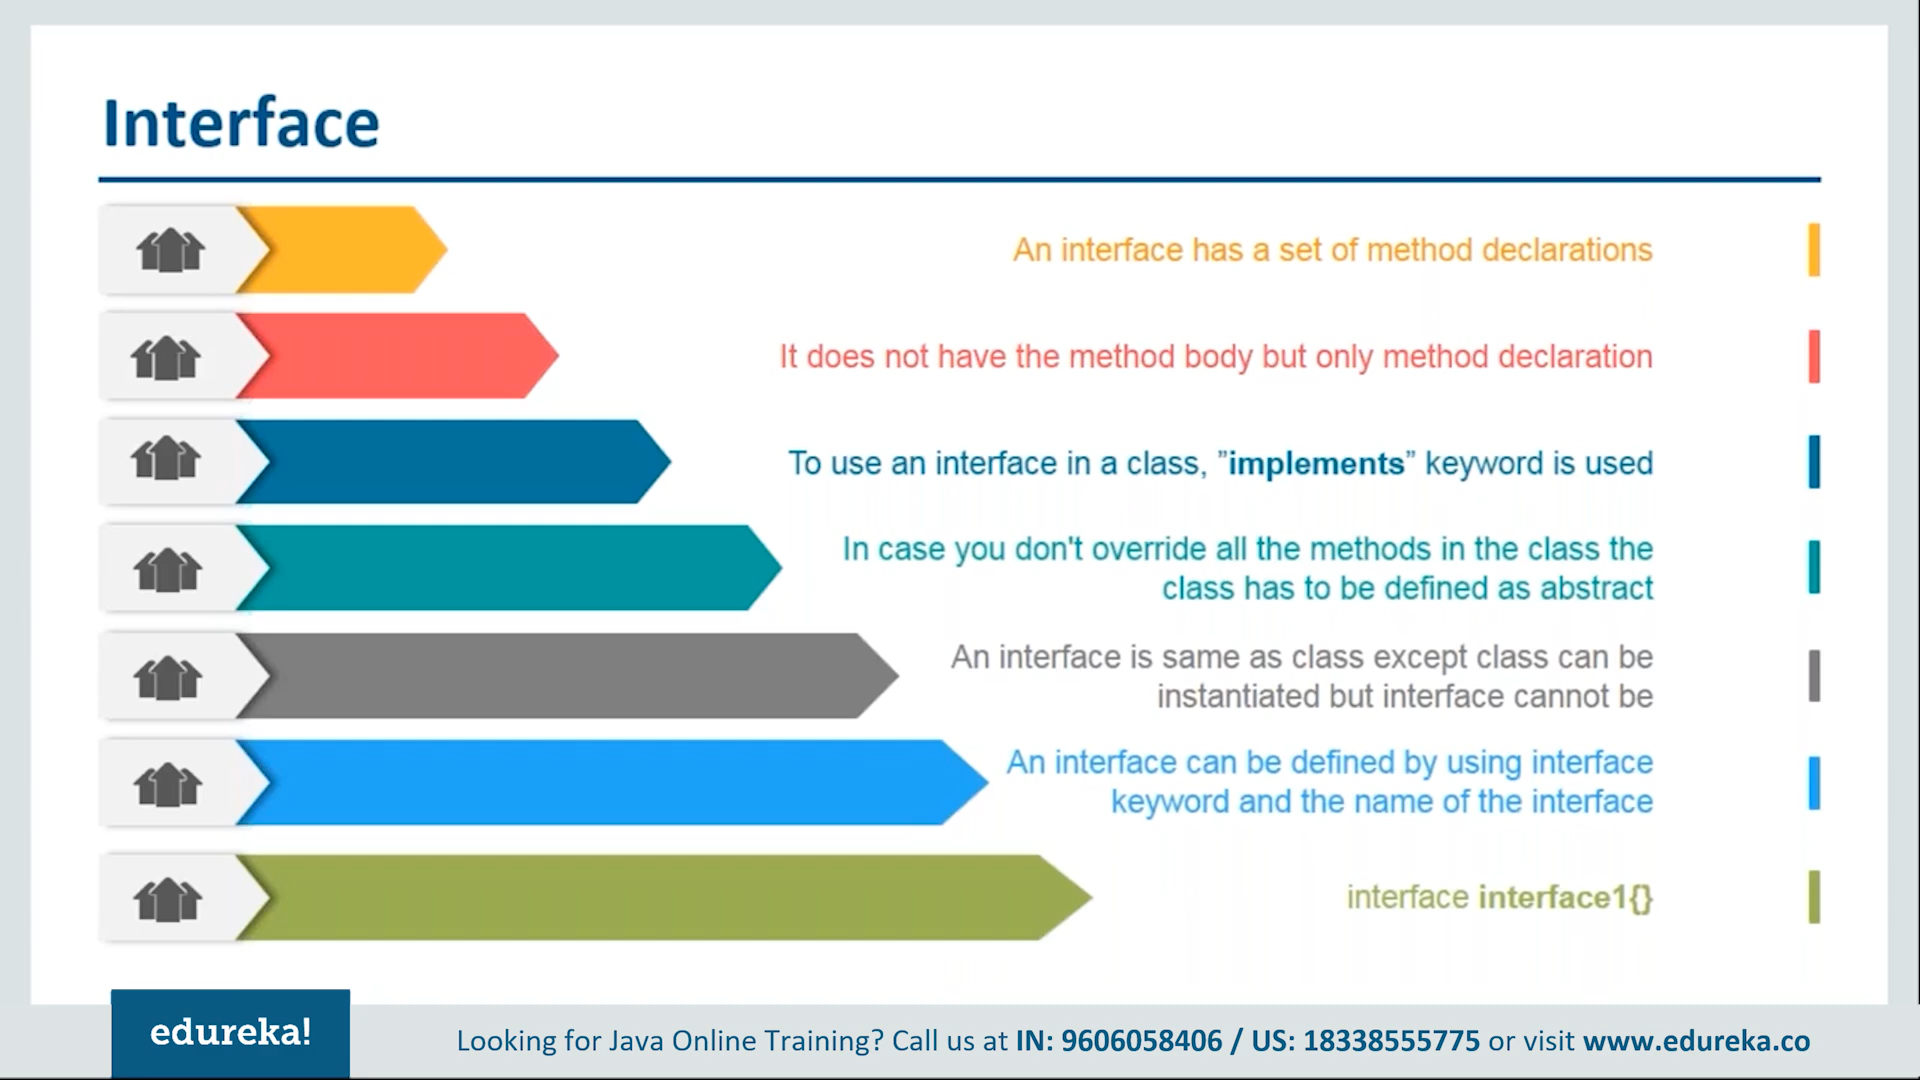 Interface
An interface has a set of method declarations
It does not have the method body but only method declaration
To use an interface in a class, ”implements” keyword is used
In case you don't override all the methods in the class the
class has to be defined as abstract
An interface is same as class except class can be
instantiated but interface cannot be
An interface can be defined by using interface
keyword and the name of the interface
interface interface1{}
edureka!
Looking for Java Online Training? Call us at IN: 9606058406 / US: 18338555775 or visit www.edureka.co